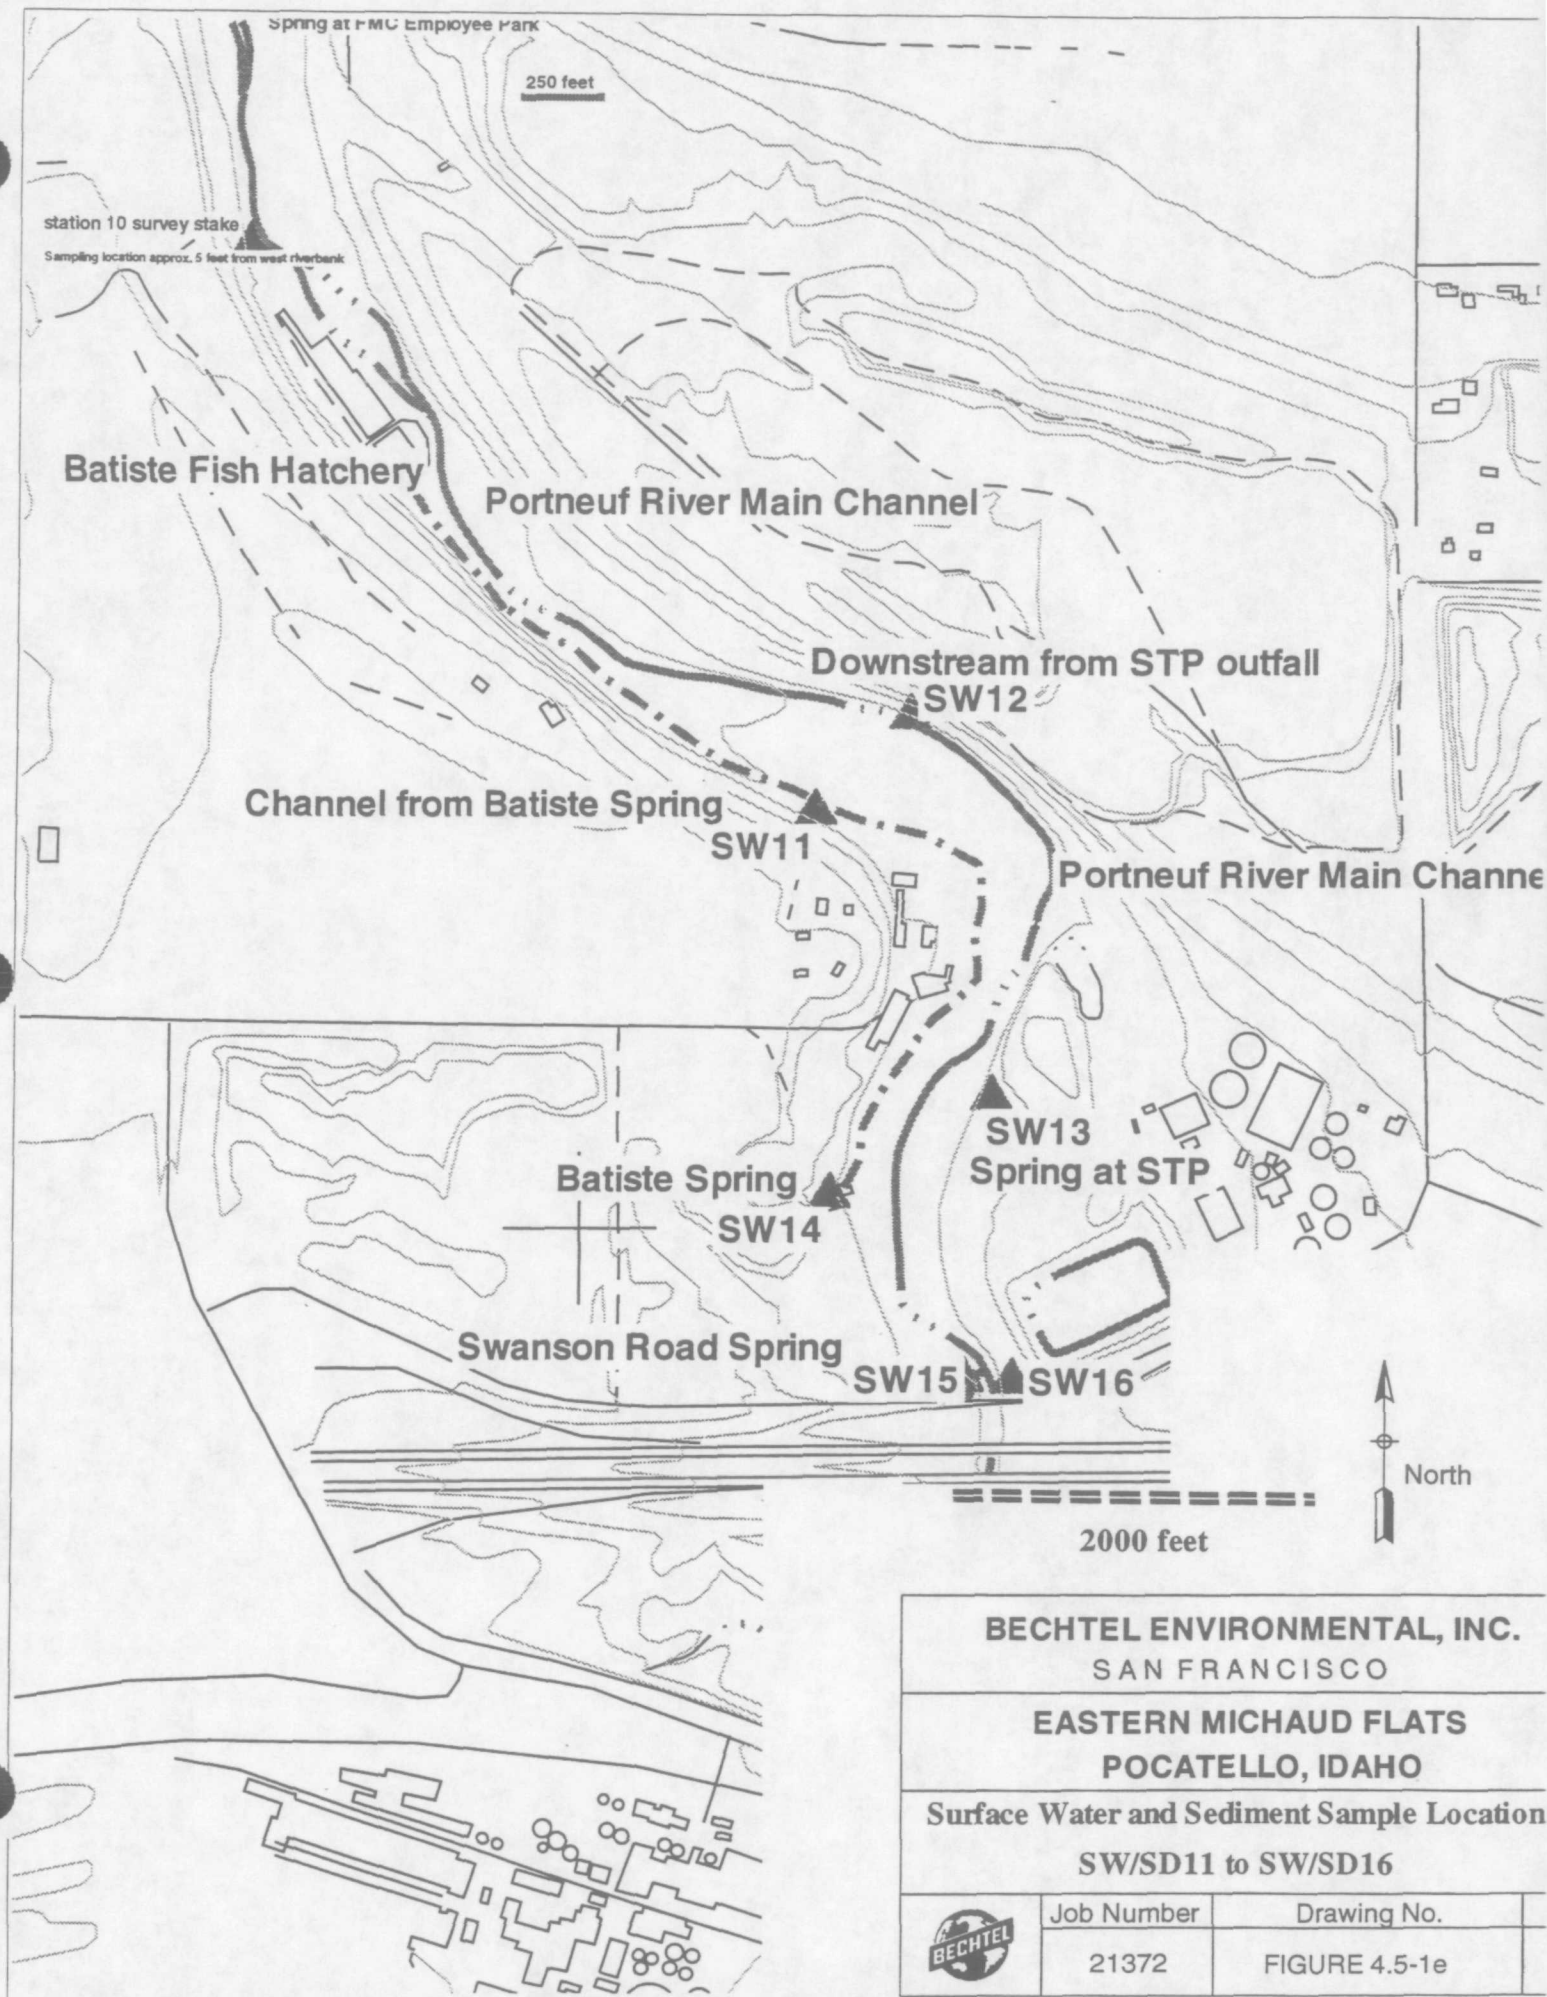 Spring at FMC Employee Park
250 feet
station 10 survey stake
Sampling location approx. 5 feet from west riverbank
Batiste Fish Hatchery
Portneuf River Main Channel
Downstream from STP outfall
SW12
Channel from Batiste Spring
SW11
Portneuf River Main Channe
SW13
Spring at STP
Batiste Spring
SW14
Swanson Road Spring
SW15
SW16
North
2000 feet
BECHTEL ENVIRONMENTAL, INC.
SAN FRANCISCO
EASTERN MICHAUD FLATS
POCATELLO, IDAHO
Surface Water and Sediment Sample Location
SW/SD11 to SW/SD16
BECHTEL
Job Number
Drawing No.
21372
FIGURE 4.5-1e